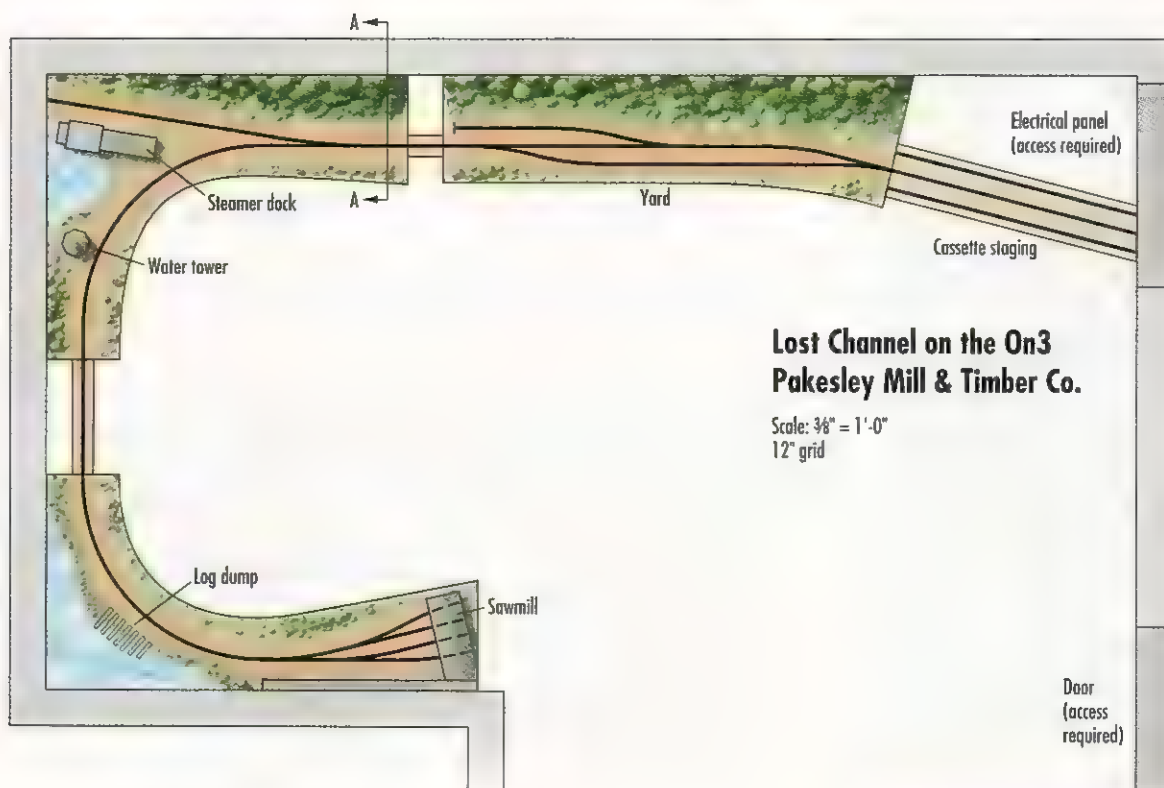 A
Electrical panel
(access required)
A
Steamer dock
Yard
Cassette staging
Water tower
Lost Channel on the On3
Pakesley Mill & Timber Co.
Scale: 3/8" = 1'-0"
12" grid
Log dump
Sawmill
Door
(access
required)